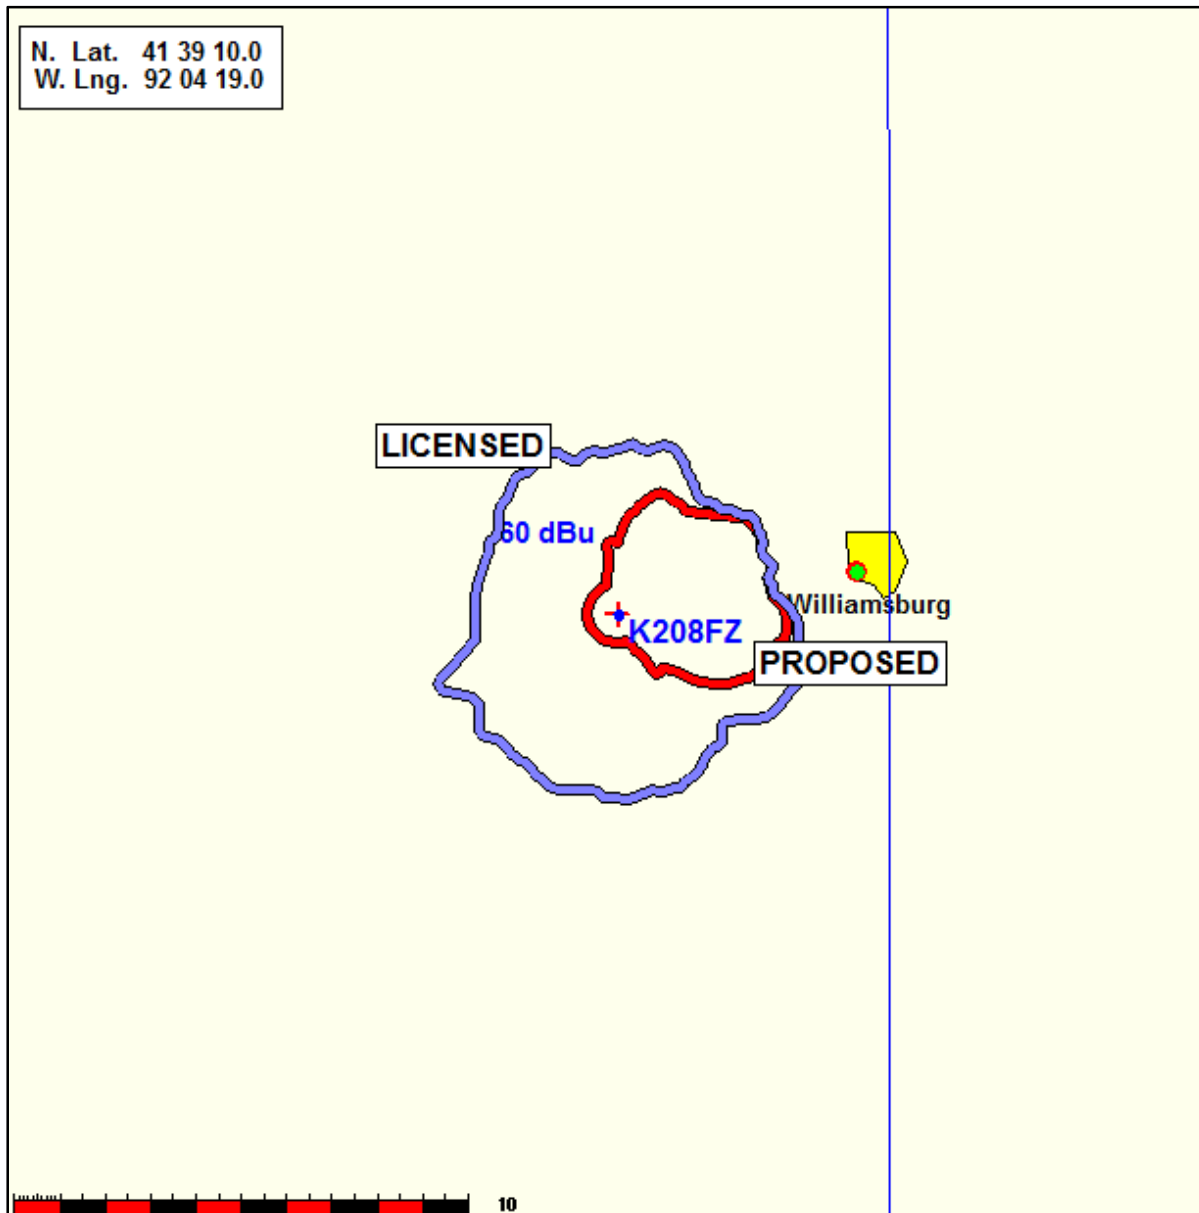 N. Lat. 41 39 10.0
W. Lng. 92 04 19.0
LICENSED
60 dBu
Williamsburg
K208FZ
PROPOSED
10